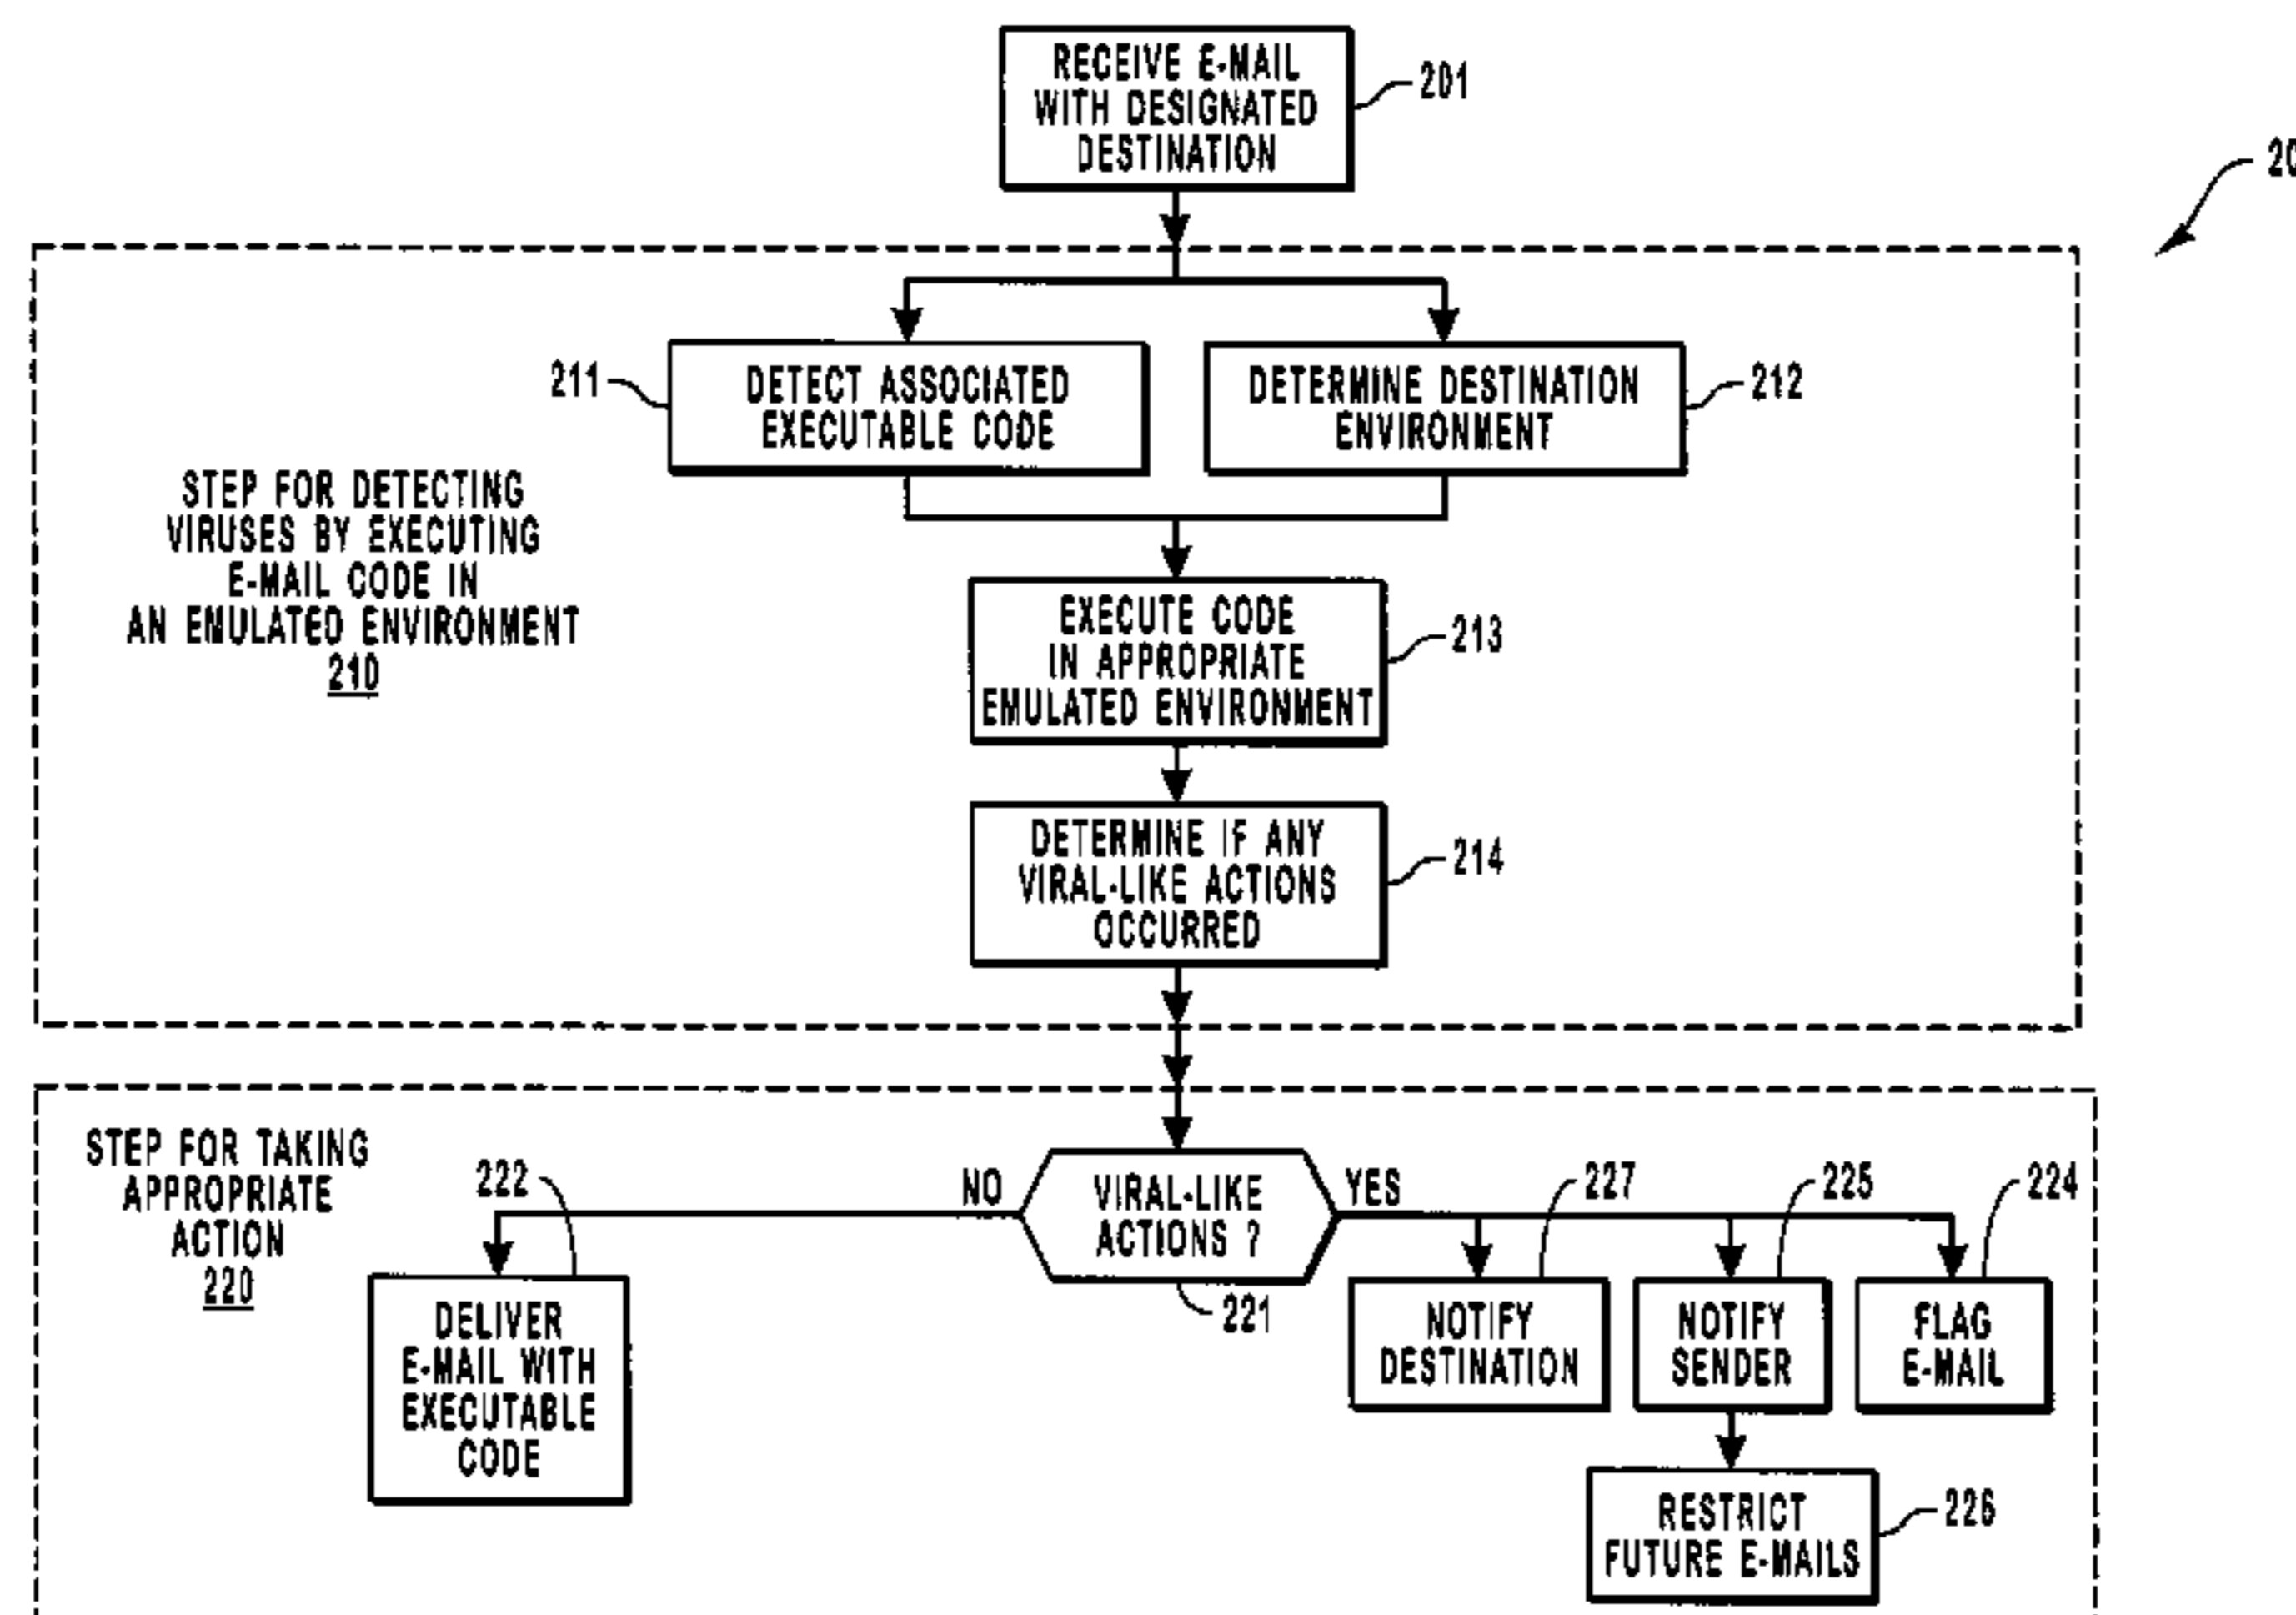 RECEIVE E-MAIL
WITH DESIGNATED
DESTINATION
201
211
DETECT ASSOCIATED
EXECUTABLE CODE
DETERMINE DESTINATION
ENVIRONMENT
212
STEP FOR DETECTING
VIRUSES BY EXECUTING
E-MAIL CODE IN
AN EMULATED ENVIRONMENT
210
EXECUTE CODE
IN APPROPRIATE
EMULATED ENVIRONMENT
213
DETERMINE IF ANY
VIRAL-LIKE ACTIONS
OCCURRED
214
STEP FOR TAKING
APPROPRIATE
ACTION
220
222
NO
VIRAL-LIKE
ACTIONS ?
YES
221
227
225
224
DELIVER
E-MAIL WITH
EXECUTABLE
CODE
NOTIFY
DESTINATION
NOTIFY
SENDER
FLAG
E-MAIL
RESTRICT
FUTURE E-MAILS
226